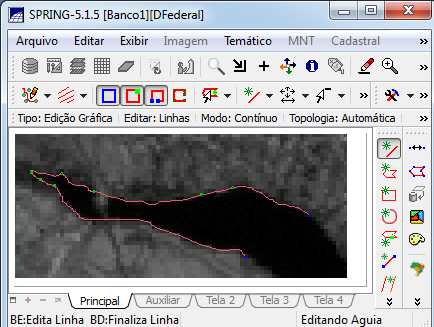 SPRING-5.1.5 [Banco1][DFederal]
Arquivo Editar Exibir Imagem Temático MNT Cadastral »
Tipo: Edição Gráfica Editar: Linhas Modo: Contínuo Topologia: Automática
Principal Auxiliar Tela 2 Tela 3 Tela 4
BE:Edita Linha BD:Finaliza Linha Editando Aguia